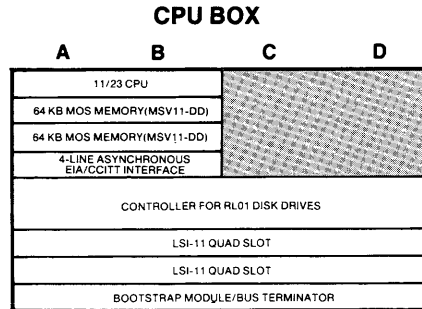 CPU BOX
A B C D
11/23 CPU
64 KB MOS MEMORY(MSV11-DD)
64 KB MOS MEMORY(MSV11-DD)
4-LINE ASYNCHRONOUS
EIA/CCITT INTERFACE
CONTROLLER FOR RL01 DISK DRIVES
LSI-11 QUAD SLOT
LSI-11 QUAD SLOT
BOOTSTRAP MODULE/BUS TERMINATOR